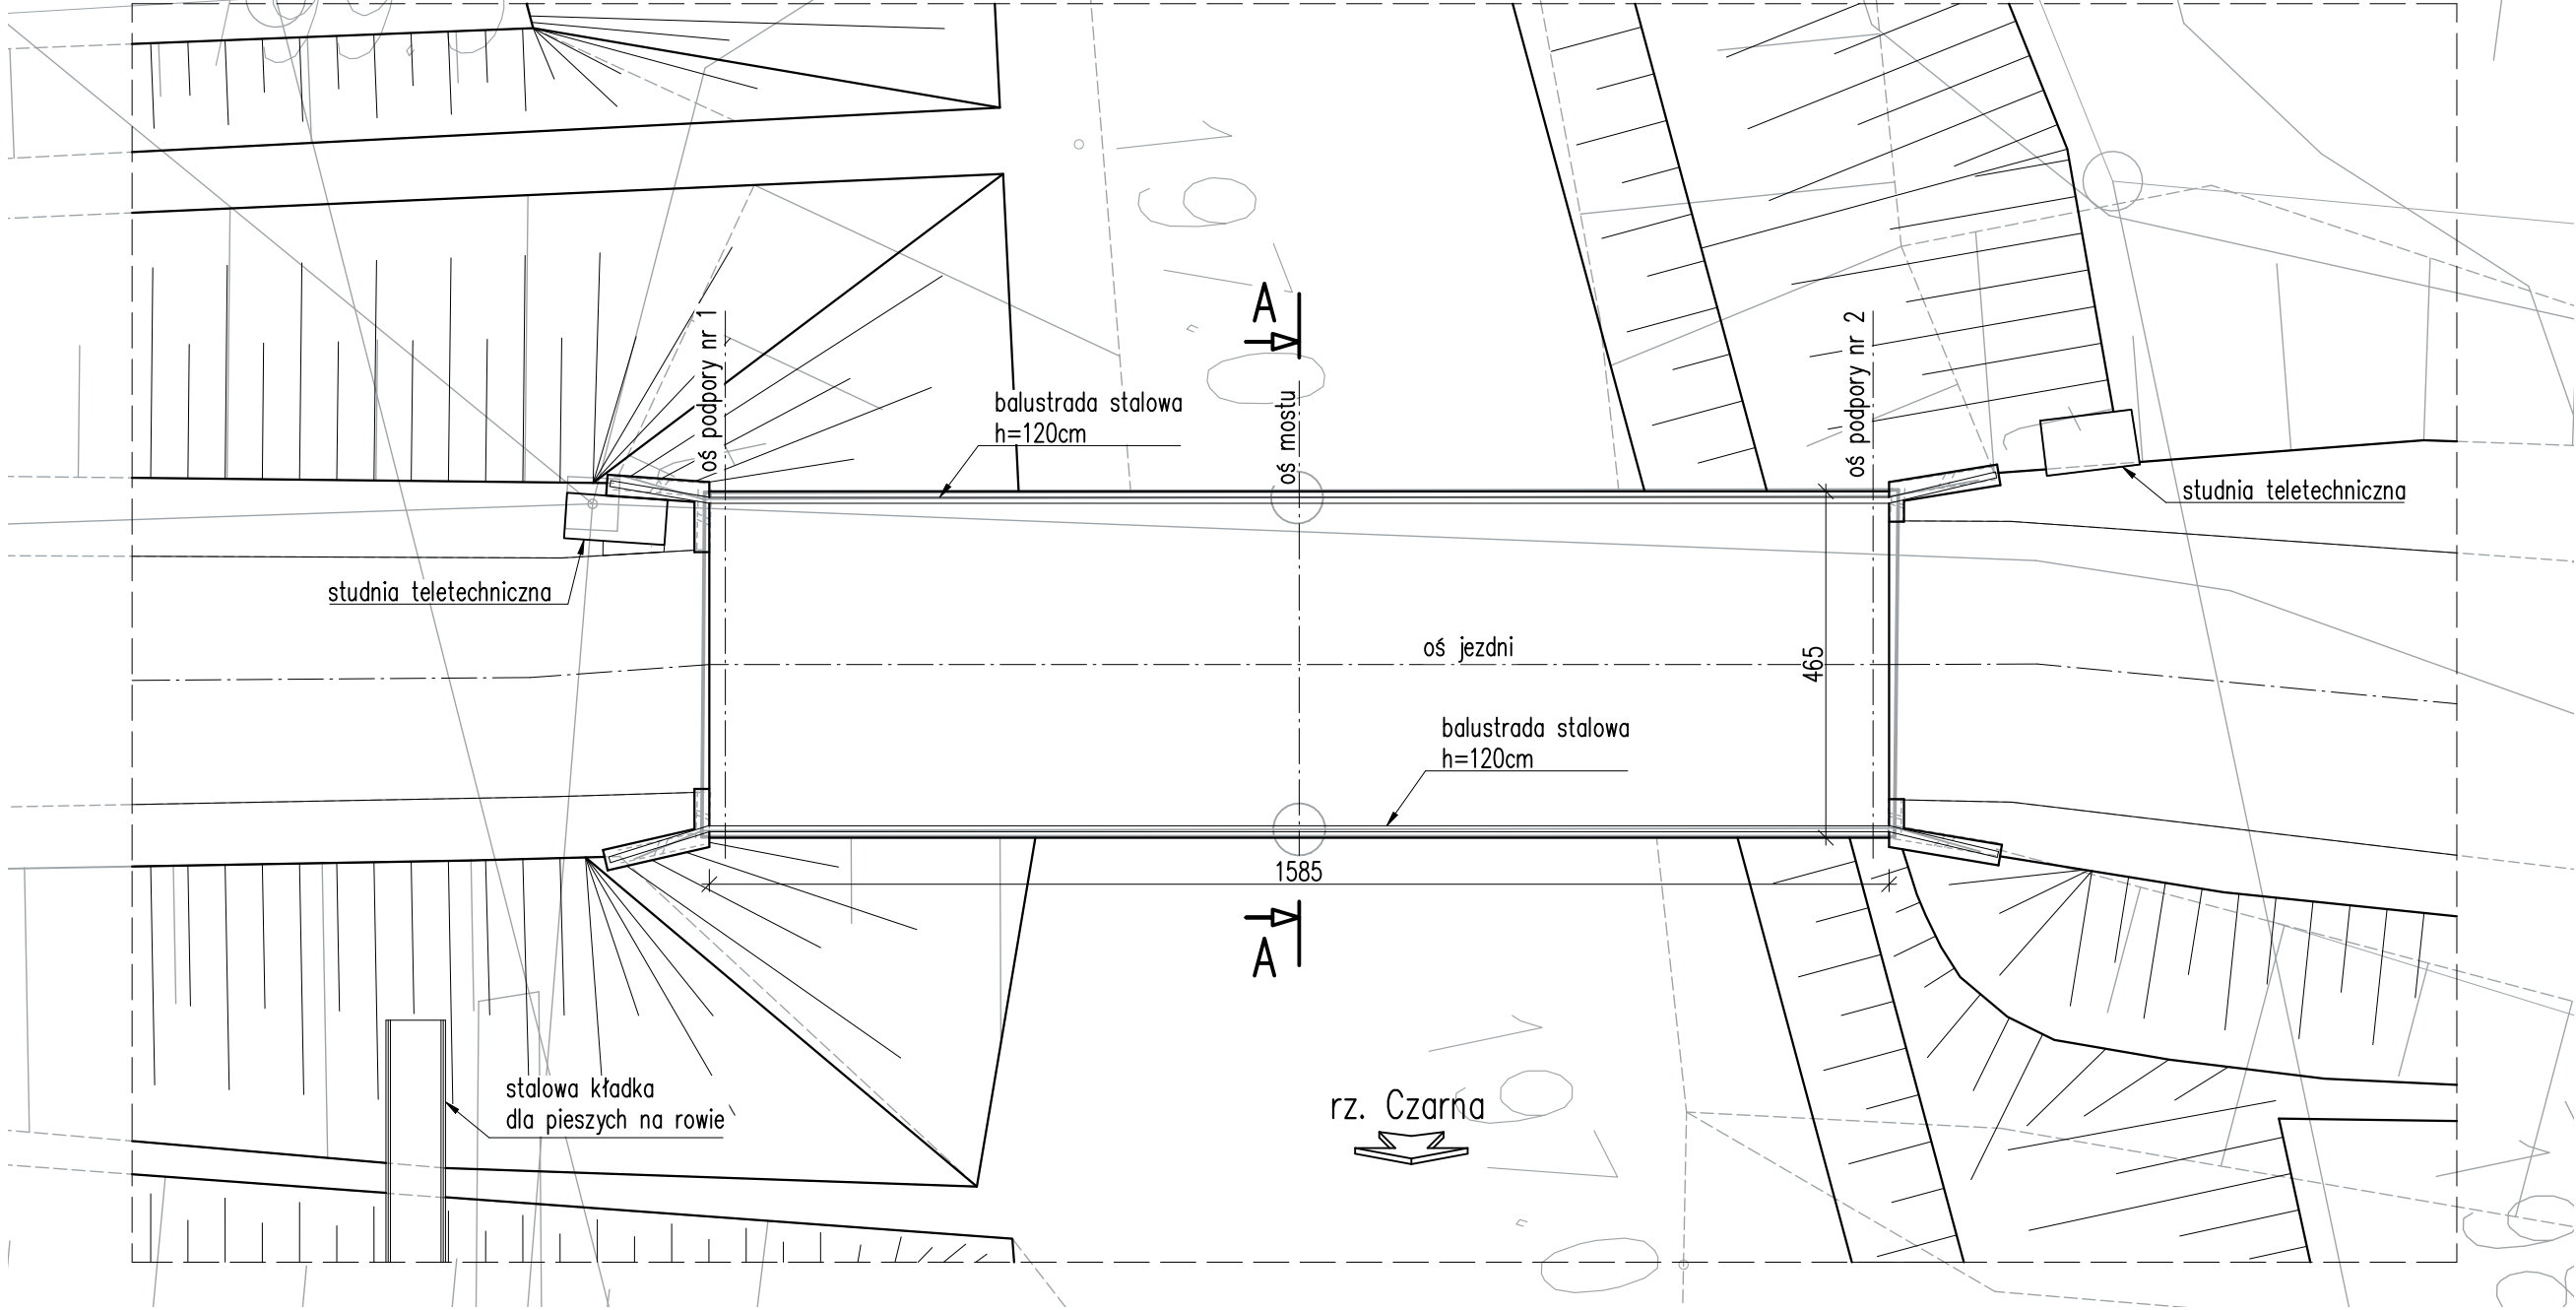 A
oś podpory nr 1
oś mostu
oś podpory nr 2
balustrada stalowa
h=120cm
studnia teletechniczna
studnia teletechniczna
oś jezdni
465
balustrada stalowa
h=120cm
1585
A
stalowa kładka
dla pieszych na rowie
rz. Czarna